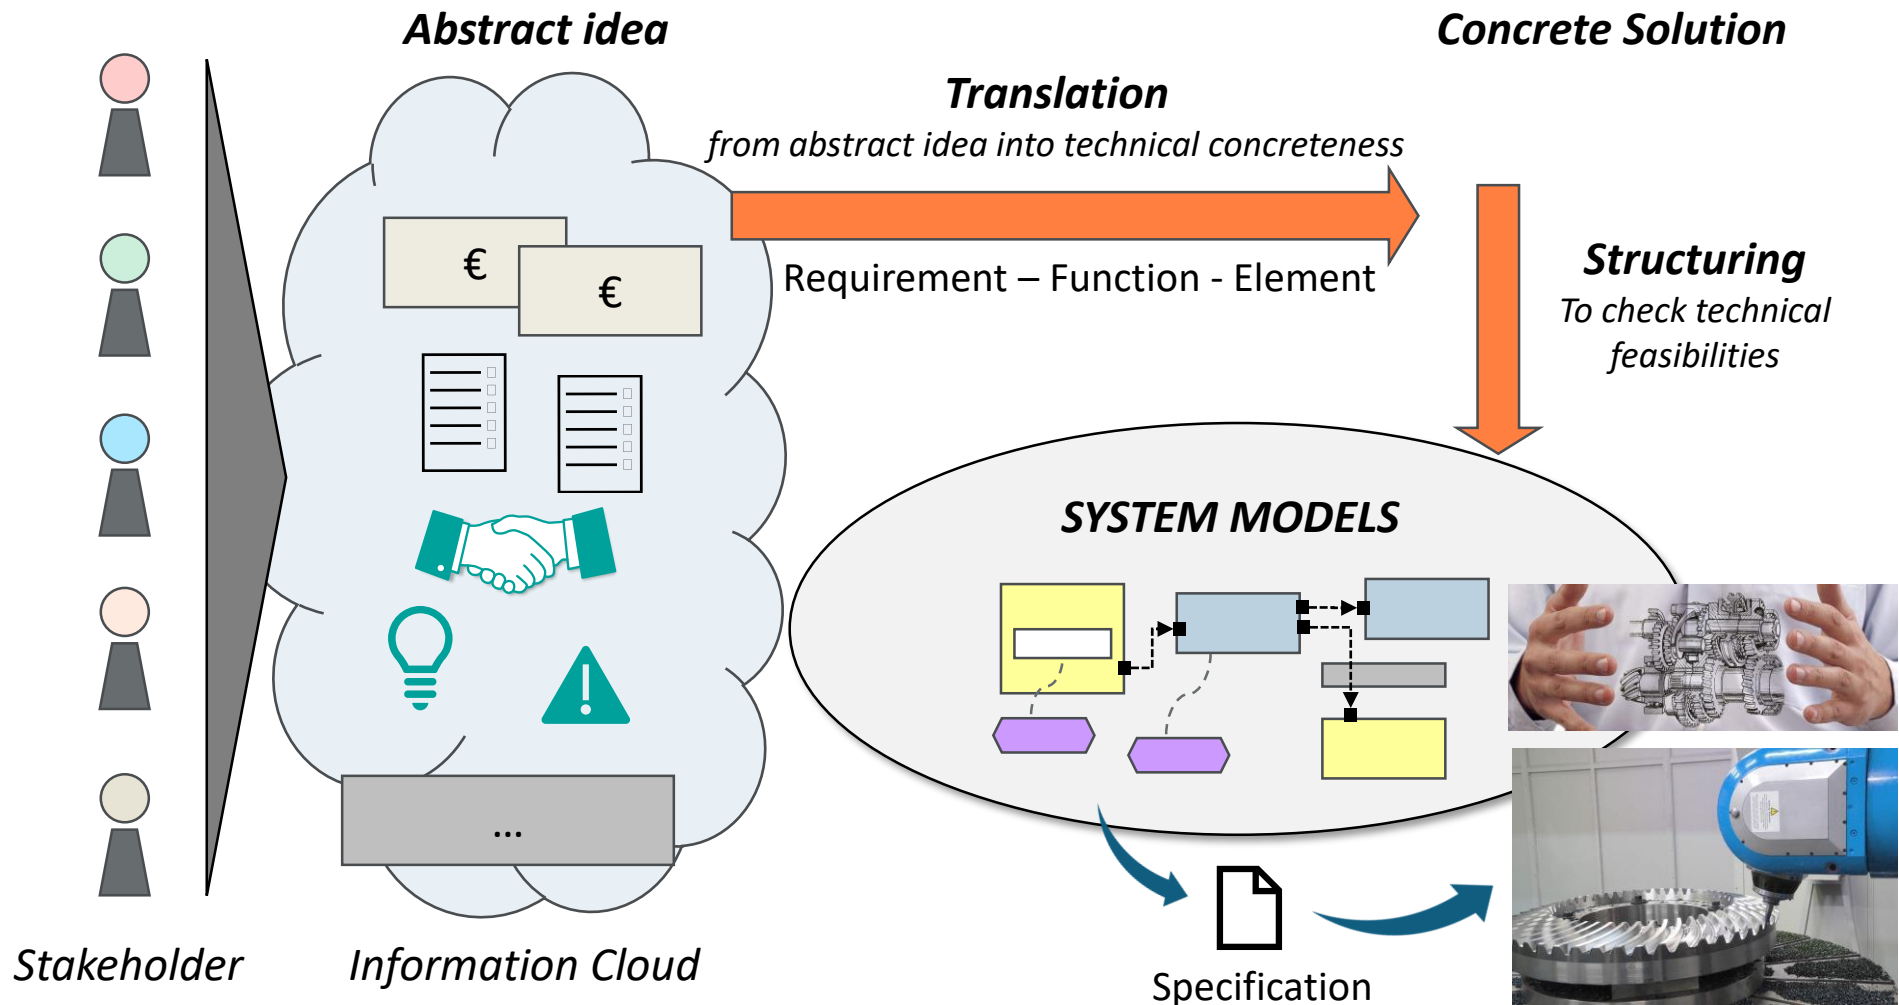 Abstract idea
Concrete Solution
Translation
from abstract idea into technical concreteness
€
€
Requirement – Function - Element
Structuring
To check technical
feasibilities
SYSTEM MODELS
...
Stakeholder
Information Cloud
Specification